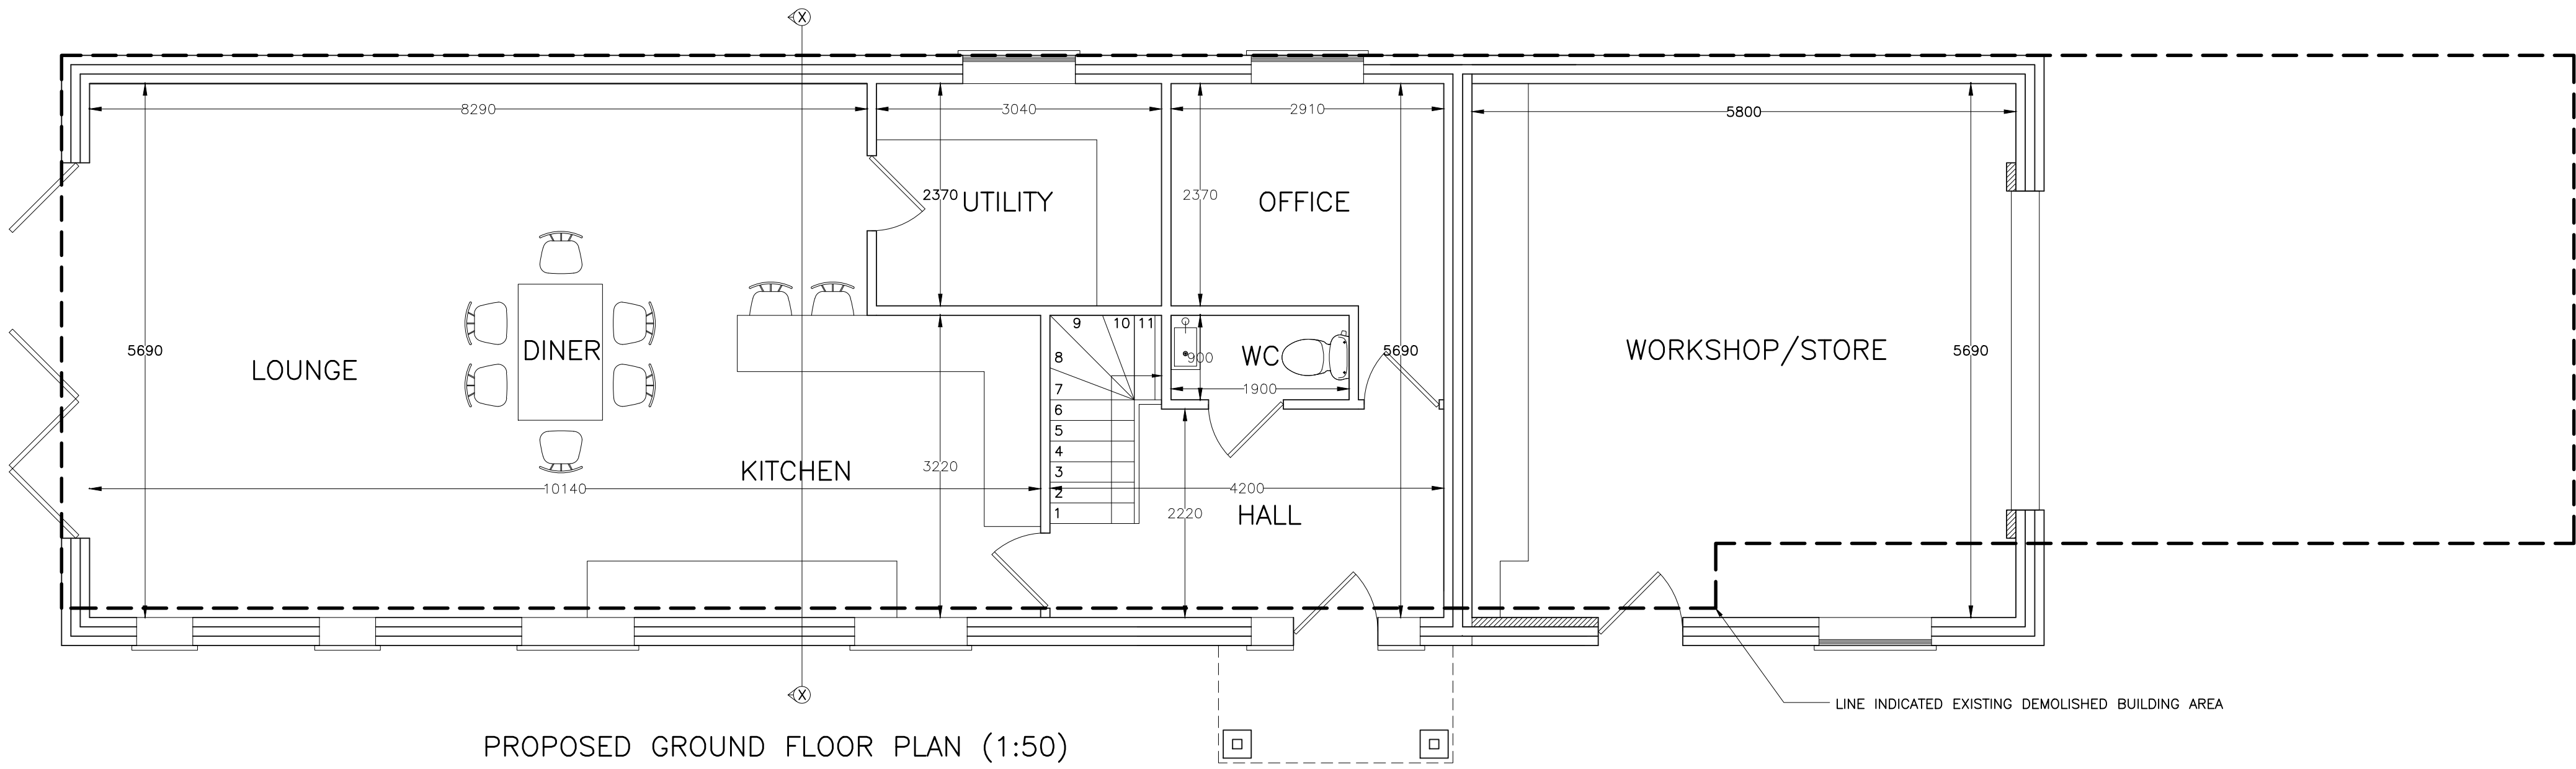 X
8290
3040
2910
5800
2370
UTILITY
2370
OFFICE
9
10
11
5690
LOUNGE
DINER
8
900
WC
5690
WORKSHOP/STORE
5690
7
1900
6
5
4
KITCHEN
3220
3
10140
2
4200
1
2220
HALL
X
LINE INDICATED EXISTING DEMOLISHED BUILDING AREA
PROPOSED GROUND FLOOR PLAN (1:50)